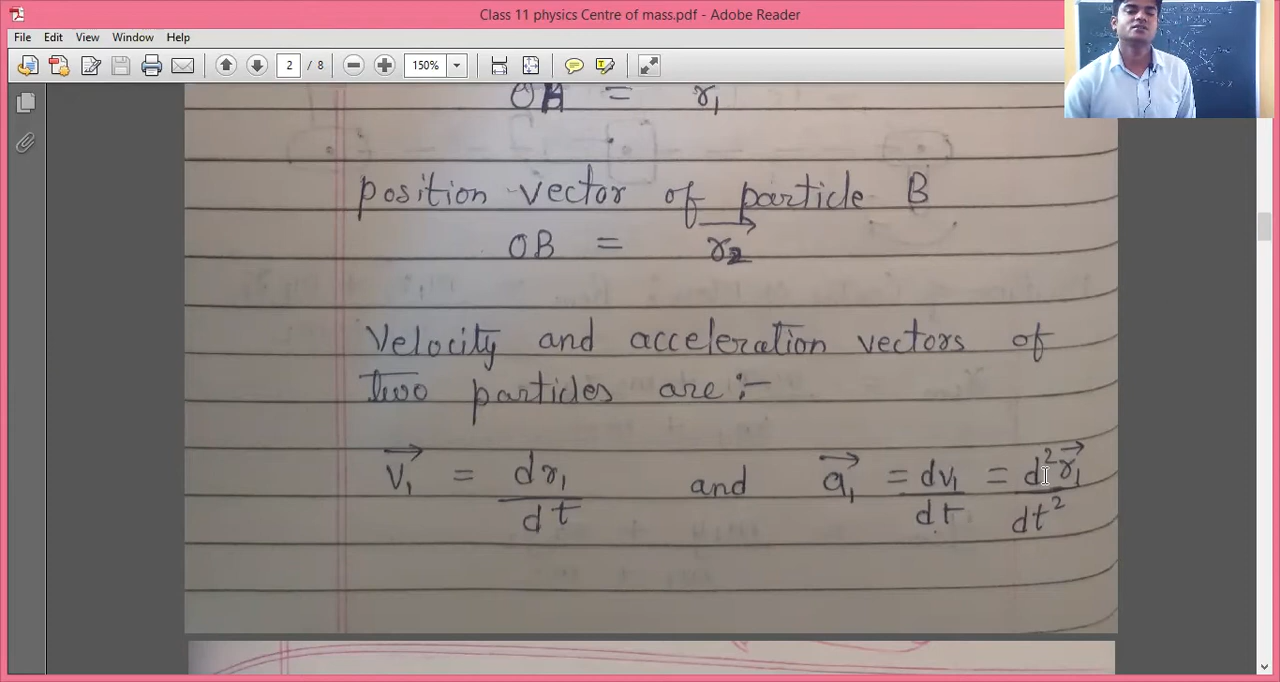 Class 11 physics Centre of mass.pdf - Adobe Reader
File Edit View Window Help
2 / 8 150%
= r₁
position vector of particle B
OB = r₂→
Velocity and acceleration vectors of
two particles are :-
v₁→ = dr₁/dt and a₁→ = dv₁/dt = d²r₁→/dt²